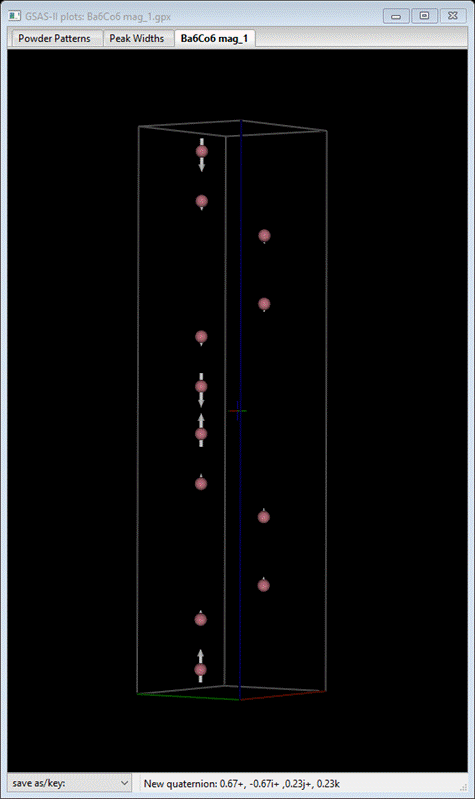 GSAS-II plots: Ba6Co6 mag_1.gpx
Powder Patterns Peak Widths Ba6Co6 mag_1
save as/key: New quaternion: 0.67+, -0.67i+ ,0.23j+, 0.23k